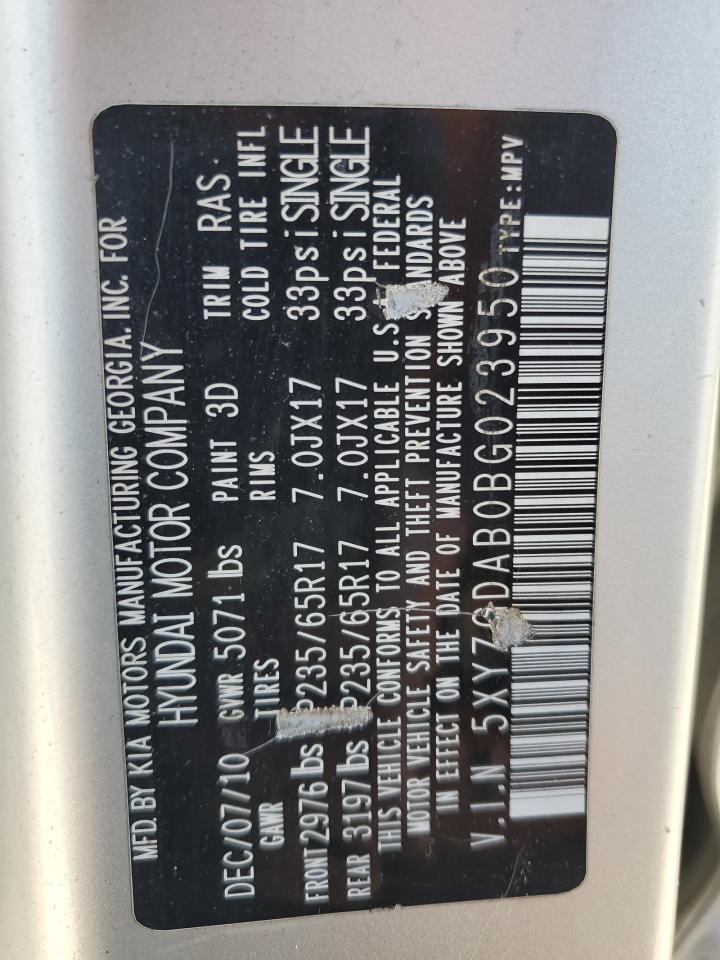 MFD. BY KIA MOTORS MANUFACTURING GEORGIA. INC. FOR
HYUNDAI MOTOR COMPANY
DEC/07/10 GVWR 5071 lbs PAINT 3D TRIM RAS
GAWR TIRES RIMS COLD TIRE INFL
FRONT 2976 lbs P235/65R17 7.0JX17 33psi SINGLE
REAR 3197 lbs P235/65R17 7.0JX17 33psi SINGLE
THIS VEHICLE CONFORMS TO ALL APPLICABLE U.S. FEDERAL
MOTOR VEHICLE SAFETY AND THEFT PREVENTION STANDARDS
IN EFFECT ON THE DATE OF MANUFACTURE SHOWN ABOVE
V.I.N 5XYZGDAB0BG023950 TYPE:MPV